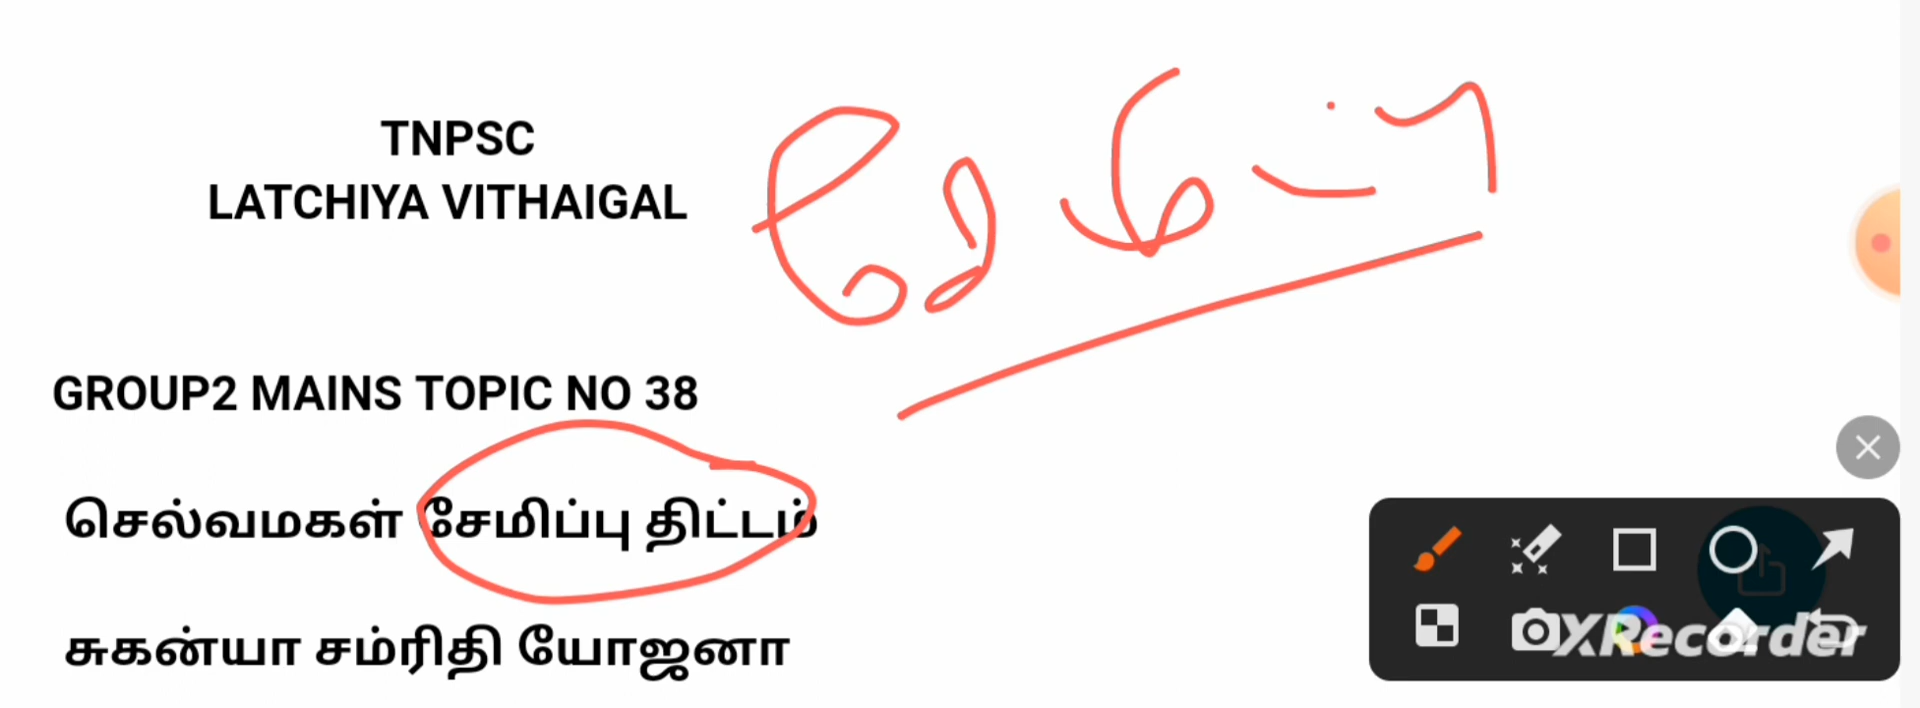 TNPSC
LATCHIYA VITHAIGAL
GROUP2 MAINS TOPIC NO 38
செல்வமகள் சேமிப்பு திட்டம்
சுகன்யா சம்ரிதி யோஜனா
XRecorder